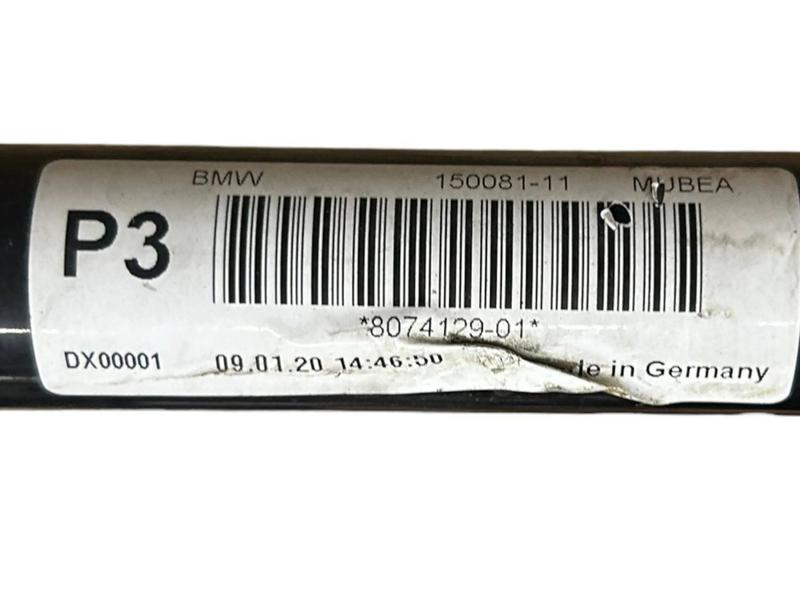 BMW 150081-11 MUBEA
P3
*8074129-01*
DX00001 09.01.20 14:46:50 in Germany